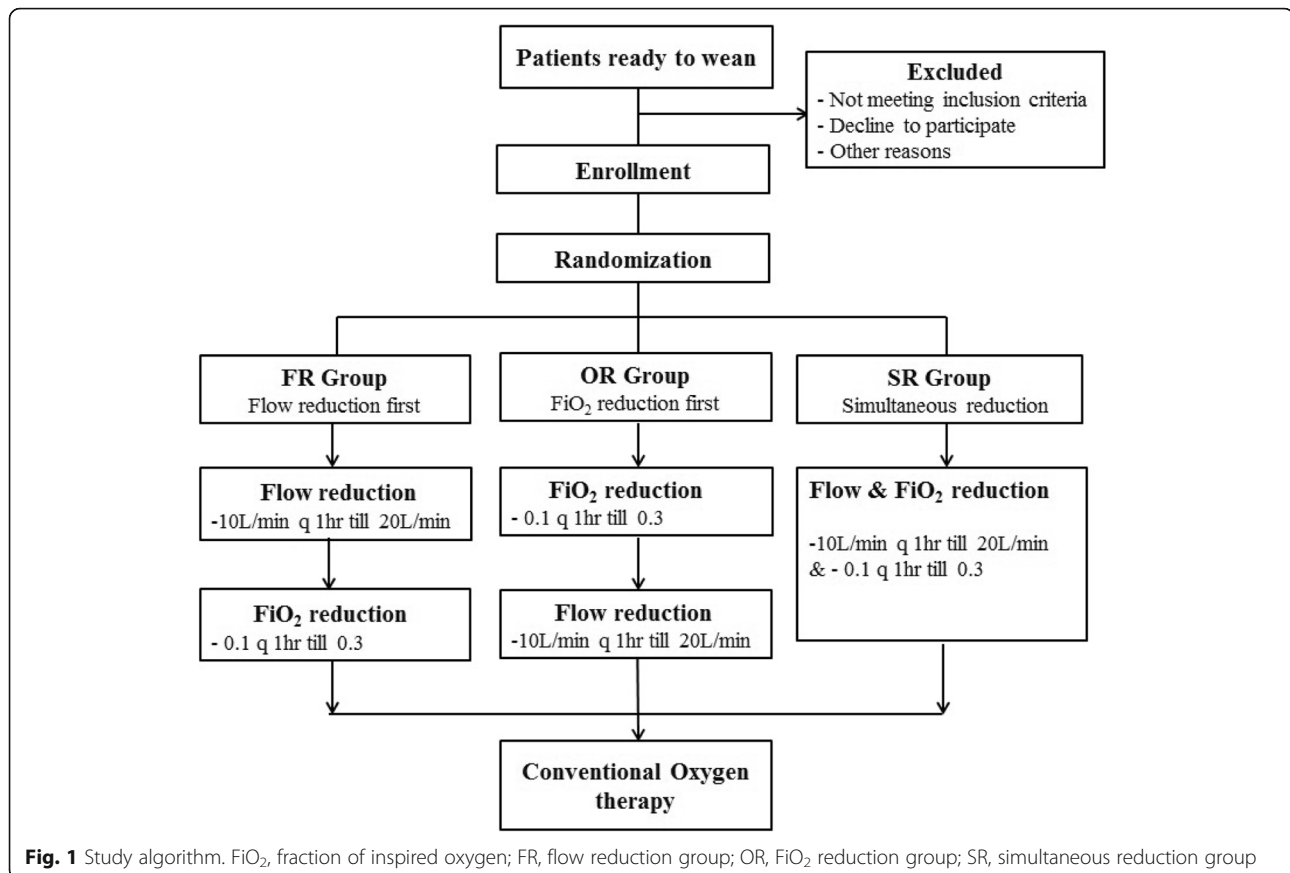 Patients ready to wean
Excluded
- Not meeting inclusion criteria
- Decline to participate
- Other reasons
Enrollment
Randomization
FR Group
Flow reduction first
OR Group
FiO₂ reduction first
SR Group
Simultaneous reduction
Flow reduction
-10L/min q 1hr till 20L/min
FiO₂ reduction
- 0.1 q 1hr till 0.3
Flow & FiO₂ reduction
-10L/min q 1hr till 20L/min
& - 0.1 q 1hr till 0.3
FiO₂ reduction
- 0.1 q 1hr till 0.3
Flow reduction
-10L/min q 1hr till 20L/min
Conventional Oxygen
therapy
Fig. 1 Study algorithm. FiO₂, fraction of inspired oxygen; FR, flow reduction group; OR, FiO₂ reduction group; SR, simultaneous reduction group